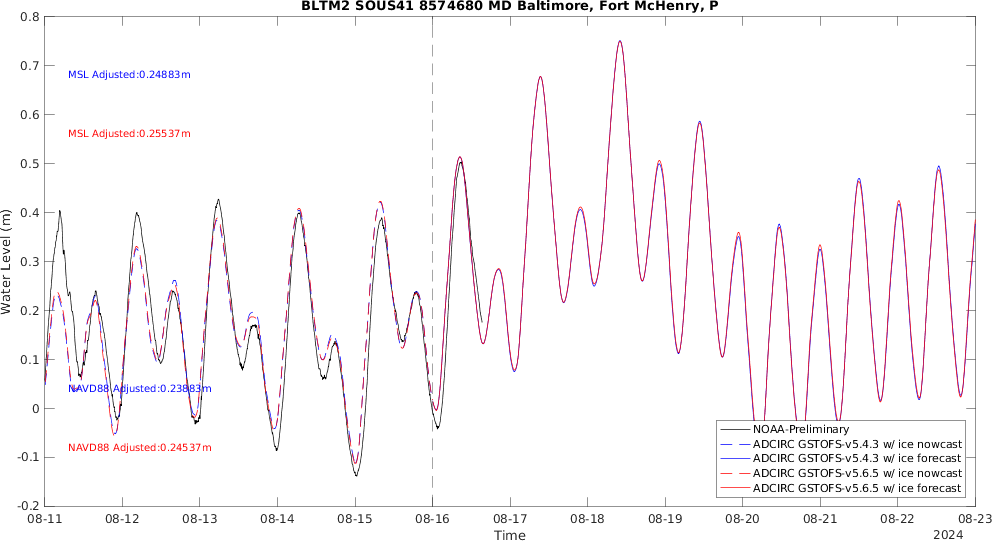 BLTM2 SOUS41 8574680 MD Baltimore, Fort McHenry, P
Water Level (m)
0.8
0.7
0.6
0.5
0.4
0.3
0.2
0.1
0
-0.1
-0.2
MSL Adjusted:0.24883m
MSL Adjusted:0.25537m
NAVD88 Adjusted:0.23883m
NAVD88 Adjusted:0.24537m
NOAA-Preliminary
ADCIRC GSTOFS-v5.4.3 w/ ice nowcast
ADCIRC GSTOFS-v5.4.3 w/ ice forecast
ADCIRC GSTOFS-v5.6.5 w/ ice nowcast
ADCIRC GSTOFS-v5.6.5 w/ ice forecast
08-11 08-12 08-13 08-14 08-15 08-16 08-17 08-18 08-19 08-20 08-21 08-22 08-23
Time
2024